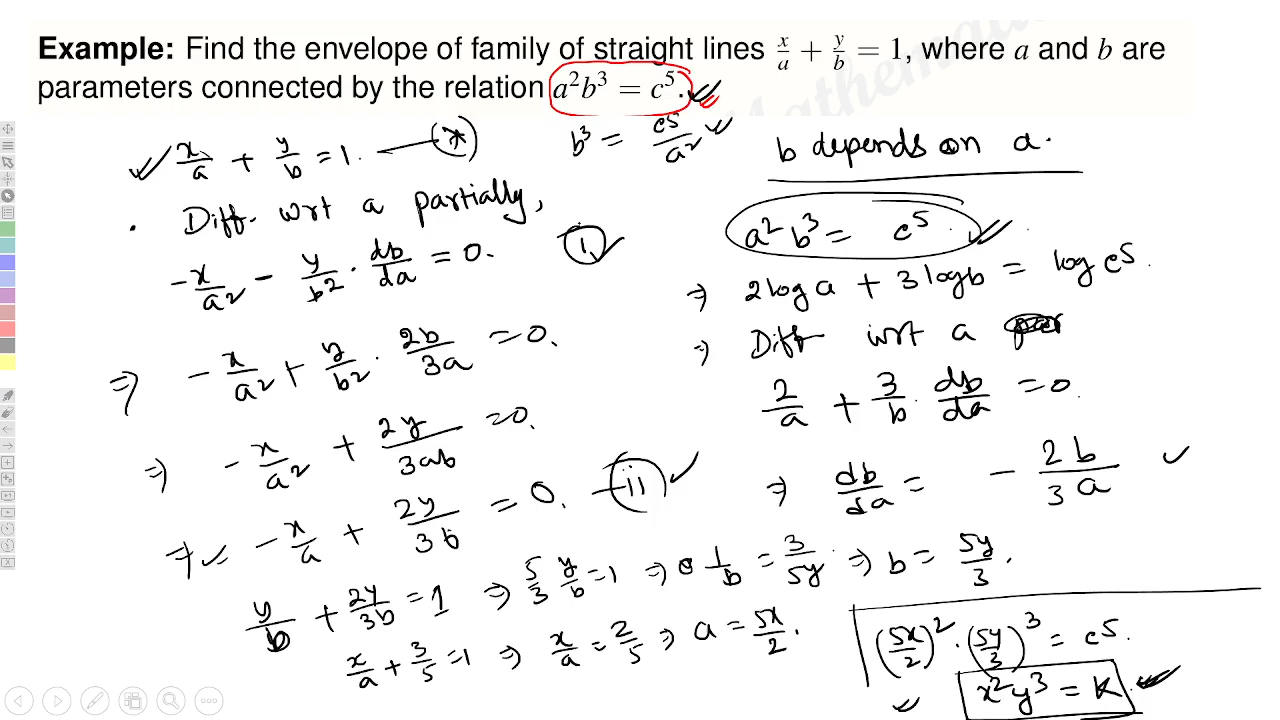 Example: Find the envelope of family of straight lines x/a + y/b = 1, where a and b are
parameters connected by the relation a²b³ = c⁵.
x/a + y/b = 1. — (*)
b³ = c⁵/a²
b depends on a.
Diff. wrt a partially,
-x/a² - y/b² · db/da = 0. (i)
⇒ -x/a² + y/b² · 2b/3a = 0.
⇒ -x/a² + 2y/3ab = 0.
⇒ -x/a + 2y/3b = 0. — (ii)
a²b³ = c⁵
⇒ 2 log a + 3 log b = log c⁵.
⇒ Diff wrt a
2/a + 3/b · db/da = 0.
⇒ db/da = - 2b/3a
y/b + 2y/3b = 1 ⇒ 5/3 y/b = 1 ⇒ 1/b = 3/5y ⇒ b = 5y/3.
x/a + 3/5 = 1 ⇒ x/a = 2/5 ⇒ a = 5x/2.
(5x/2)² · (5y/3)³ = c⁵.
x²y³ = K